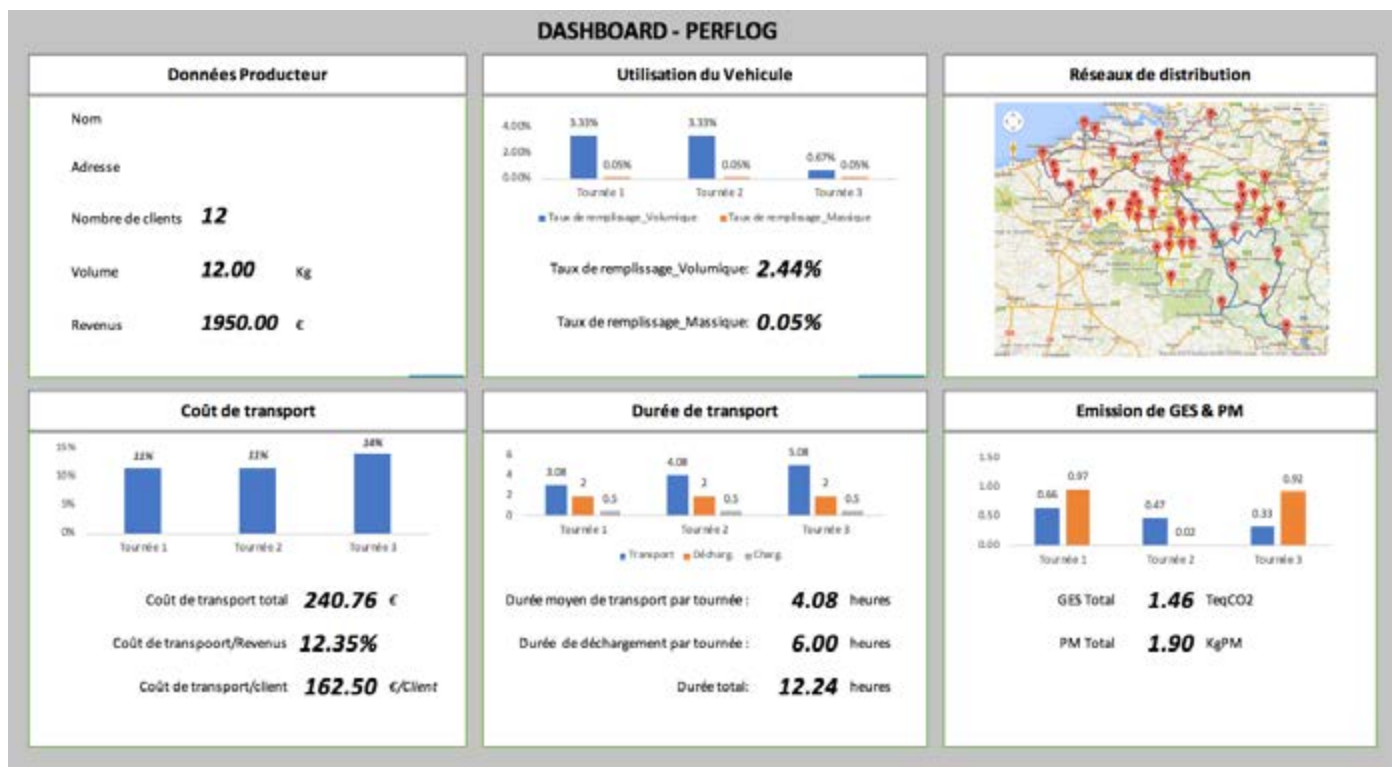 DASHBOARD - PERFLOG
Données Producteur
Nom
Adresse
Nombre de clients 12
Volume 12.00 Kg
Revenus 1950.00 €
Utilisation du Vehicule
4.00%
2.00%
0.00%
3.33% 0.05% 3.33% 0.05% 0.67% 0.05%
Tournée 1 Tournée 2 Tournée 3
Taux de remplissage_Volumique Taux de remplissage_Massique
Taux de remplissage_Volumique: 2.44%
Taux de remplissage_Massique: 0.05%
Réseaux de distribution
Coût de transport
15%
10%
5%
0%
11% 11% 14%
Tournée 1 Tournée 2 Tournée 3
Coût de transport total 240.76 €
Coût de transpoort/Revenus 12.35%
Coût de transport/client 162.50 €/Client
Durée de transport
6
4
2
0
3.08 2 0.5 4.08 2 0.5 5.08 2 0.5
Tournée 1 Tournée 2 Tournée 3
Transport Décharg. Charg.
Durée moyen de transport par tournée : 4.08 heures
Durée de déchargement par tournée : 6.00 heures
Durée total: 12.24 heures
Emission de GES & PM
1.50
1.00
0.50
0.00
0.66 0.97 0.47 0.02 0.33 0.92
Tournée 1 Tournée 2 Tournée 3
GES Total 1.46 TeqCO2
PM Total 1.90 KgPM